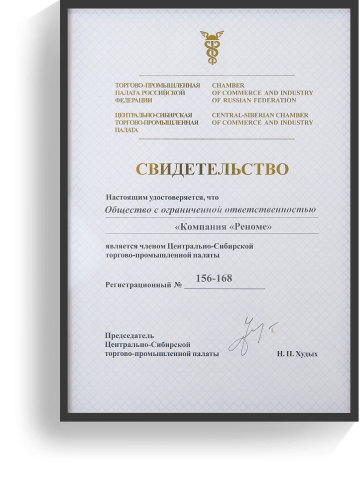 ТОРГОВО-ПРОМЫШЛЕННАЯ
ПАЛАТА РОССИЙСКОЙ
ФЕДЕРАЦИИ
CHAMBER
OF COMMERCE AND INDUSTRY
OF RUSSIAN FEDERATION
ЦЕНТРАЛЬНО-СИБИРСКАЯ
ТОРГОВО-ПРОМЫШЛЕННАЯ
ПАЛАТА
CENTRAL-SIBERIAN CHAMBER
OF COMMERCE AND INDUSTRY
СВИДЕТЕЛЬСТВО
Настоящим удостоверяется, что
Общество с ограниченной ответственностью
«Компания «Реноме»
является членом Центрально-Сибирской
торгово-промышленной палаты
Регистрационный № 156-168
Председатель
Центрально-Сибирской
торгово-промышленной палаты Н. П. Худых